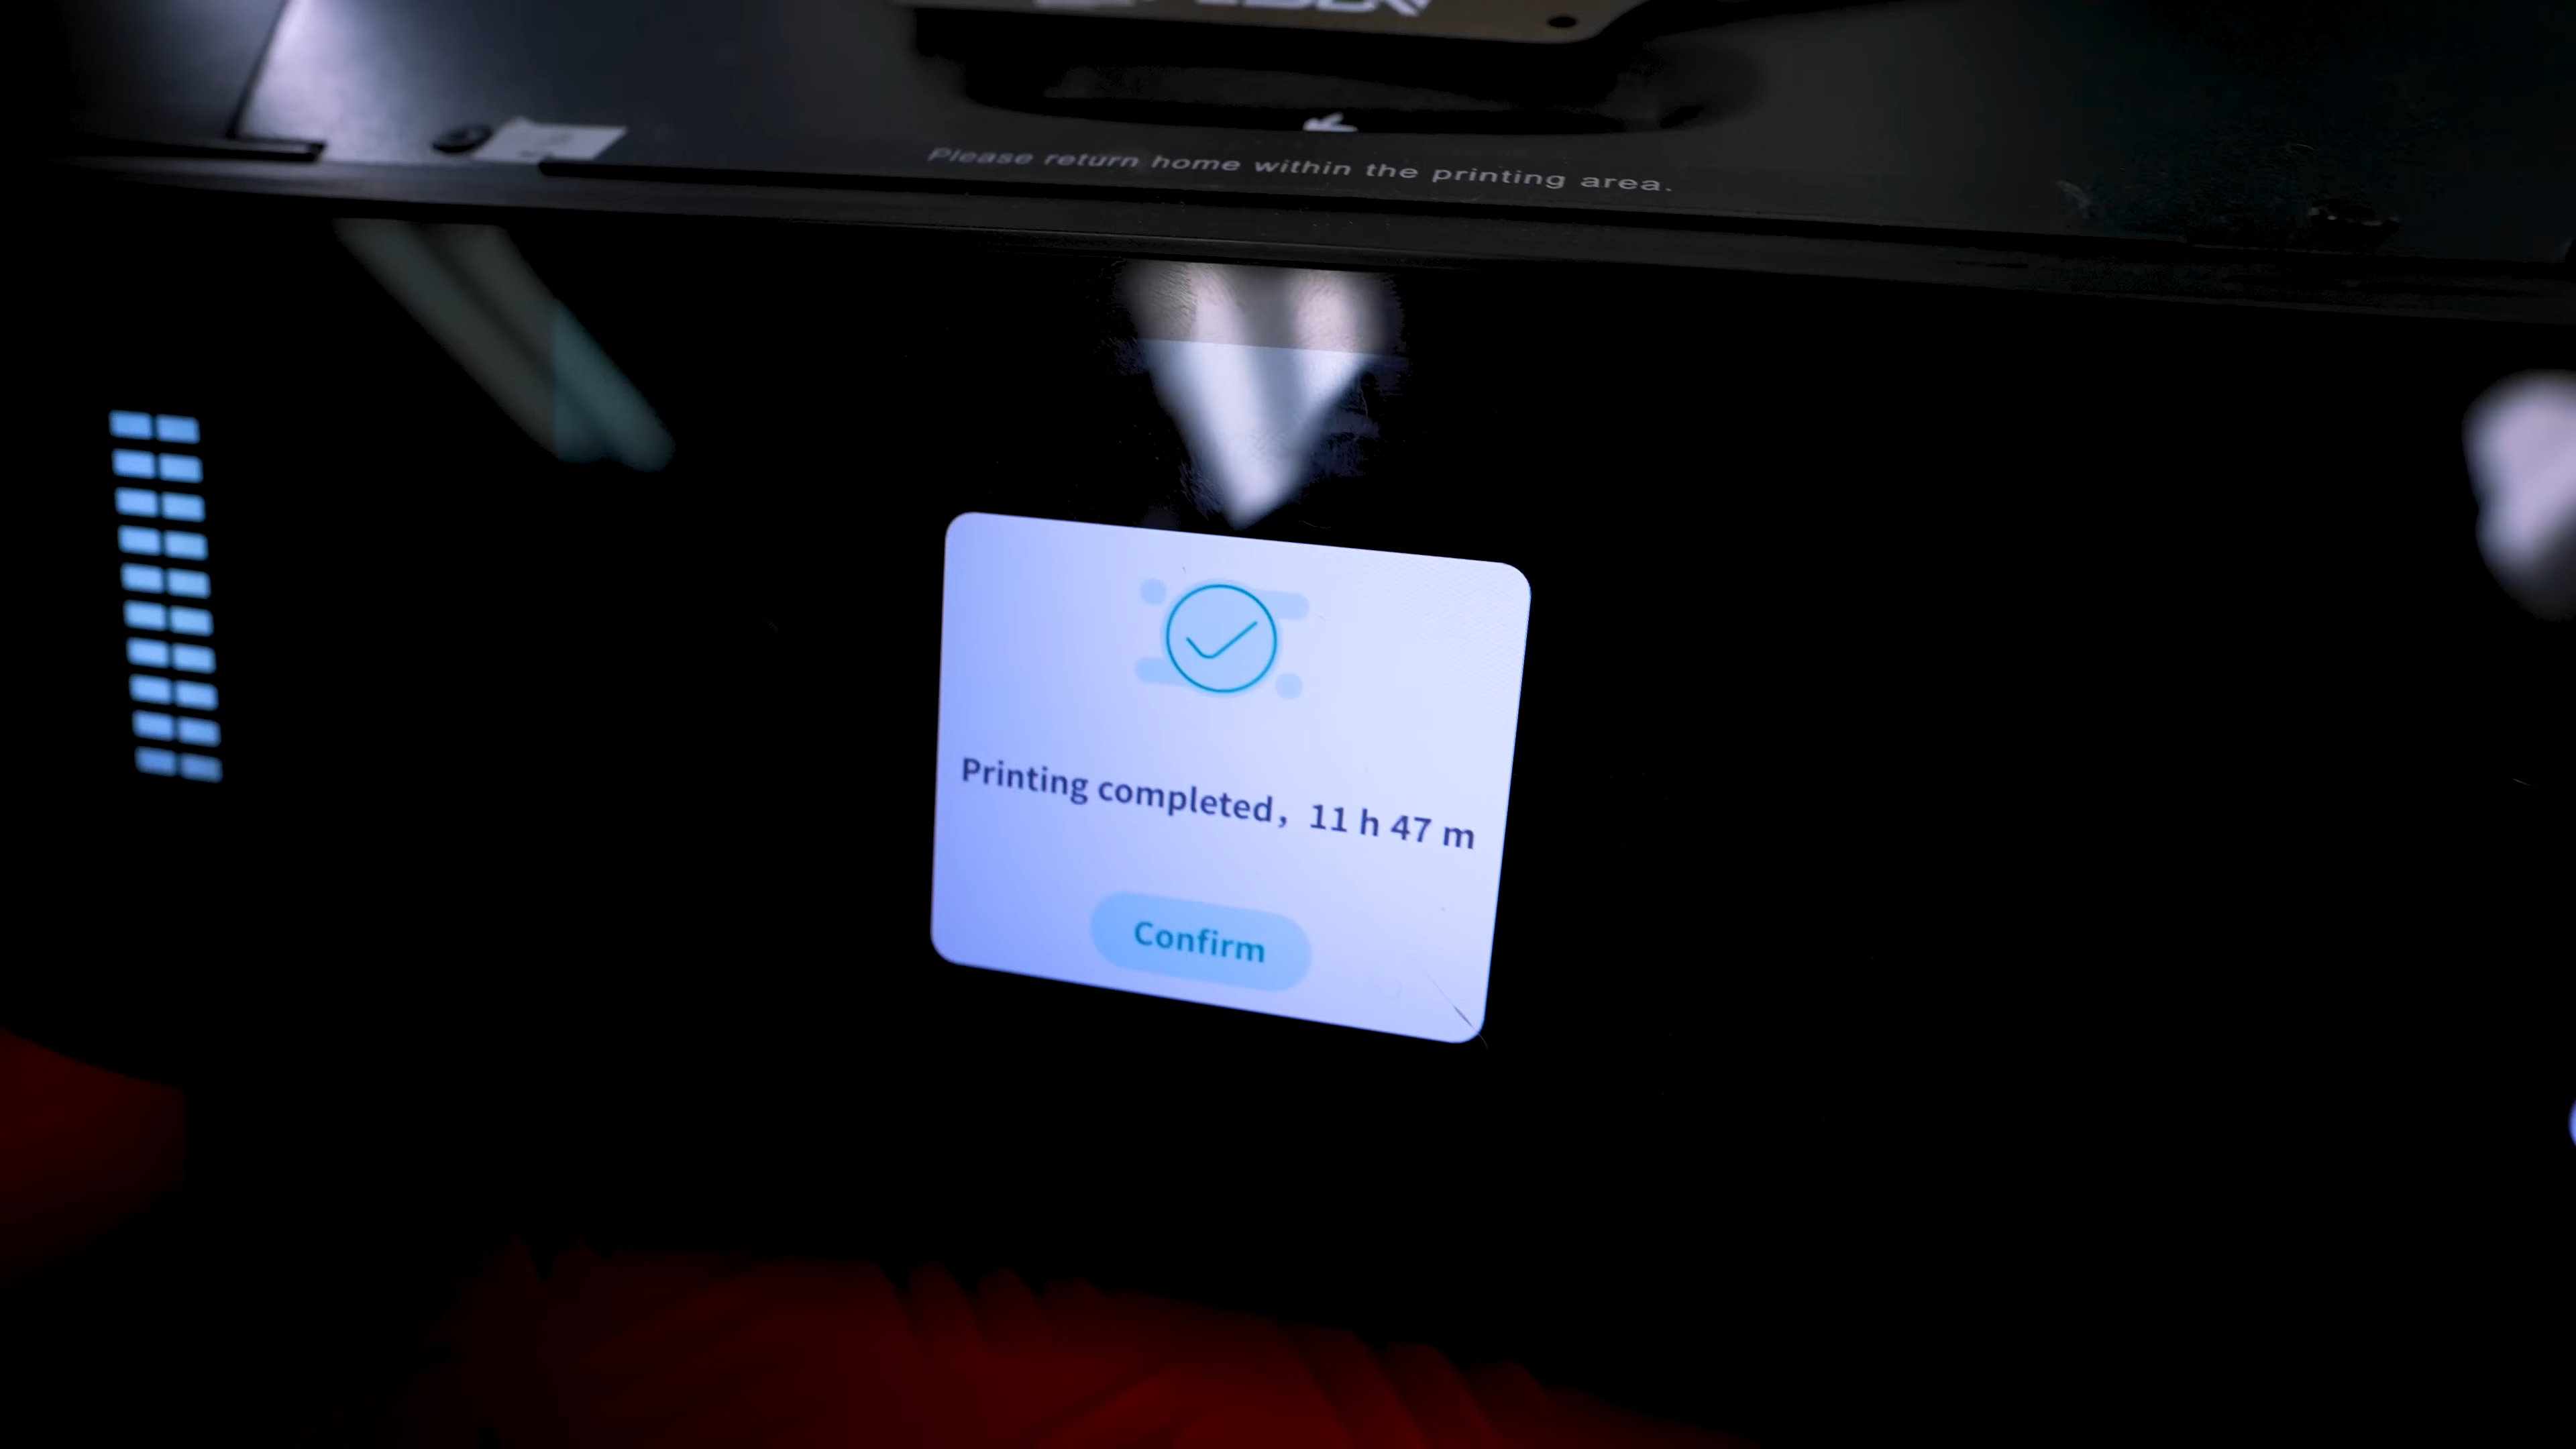 Please return home within the printing area.
Printing completed, 11 h 47 m
Confirm